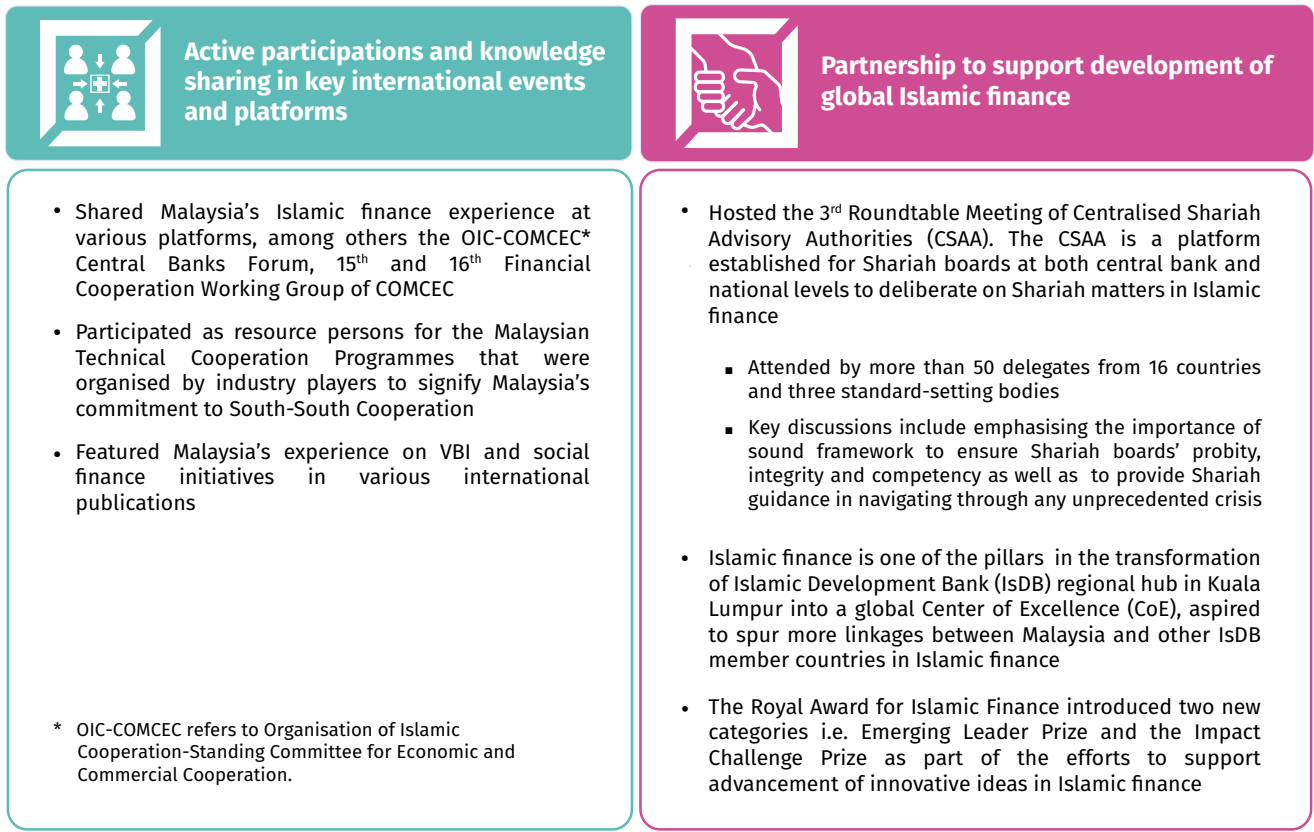 Active participations and knowledge
sharing in key international events
and platforms
• Shared Malaysia’s Islamic finance experience at
various platforms, among others the OIC-COMCEC*
Central Banks Forum, 15th and 16th Financial
Cooperation Working Group of COMCEC
• Participated as resource persons for the Malaysian
Technical Cooperation Programmes that were
organised by industry players to signify Malaysia’s
commitment to South-South Cooperation
• Featured Malaysia’s experience on VBI and social
finance initiatives in various international
publications
* OIC-COMCEC refers to Organisation of Islamic
Cooperation-Standing Committee for Economic and
Commercial Cooperation.
Partnership to support development of
global Islamic finance
• Hosted the 3rd Roundtable Meeting of Centralised Shariah
Advisory Authorities (CSAA). The CSAA is a platform
established for Shariah boards at both central bank and
national levels to deliberate on Shariah matters in Islamic
finance
▪ Attended by more than 50 delegates from 16 countries
and three standard-setting bodies
▪ Key discussions include emphasising the importance of
sound framework to ensure Shariah boards’ probity,
integrity and competency as well as to provide Shariah
guidance in navigating through any unprecedented crisis
• Islamic finance is one of the pillars in the transformation
of Islamic Development Bank (IsDB) regional hub in Kuala
Lumpur into a global Center of Excellence (CoE), aspired
to spur more linkages between Malaysia and other IsDB
member countries in Islamic finance
• The Royal Award for Islamic Finance introduced two new
categories i.e. Emerging Leader Prize and the Impact
Challenge Prize as part of the efforts to support
advancement of innovative ideas in Islamic finance